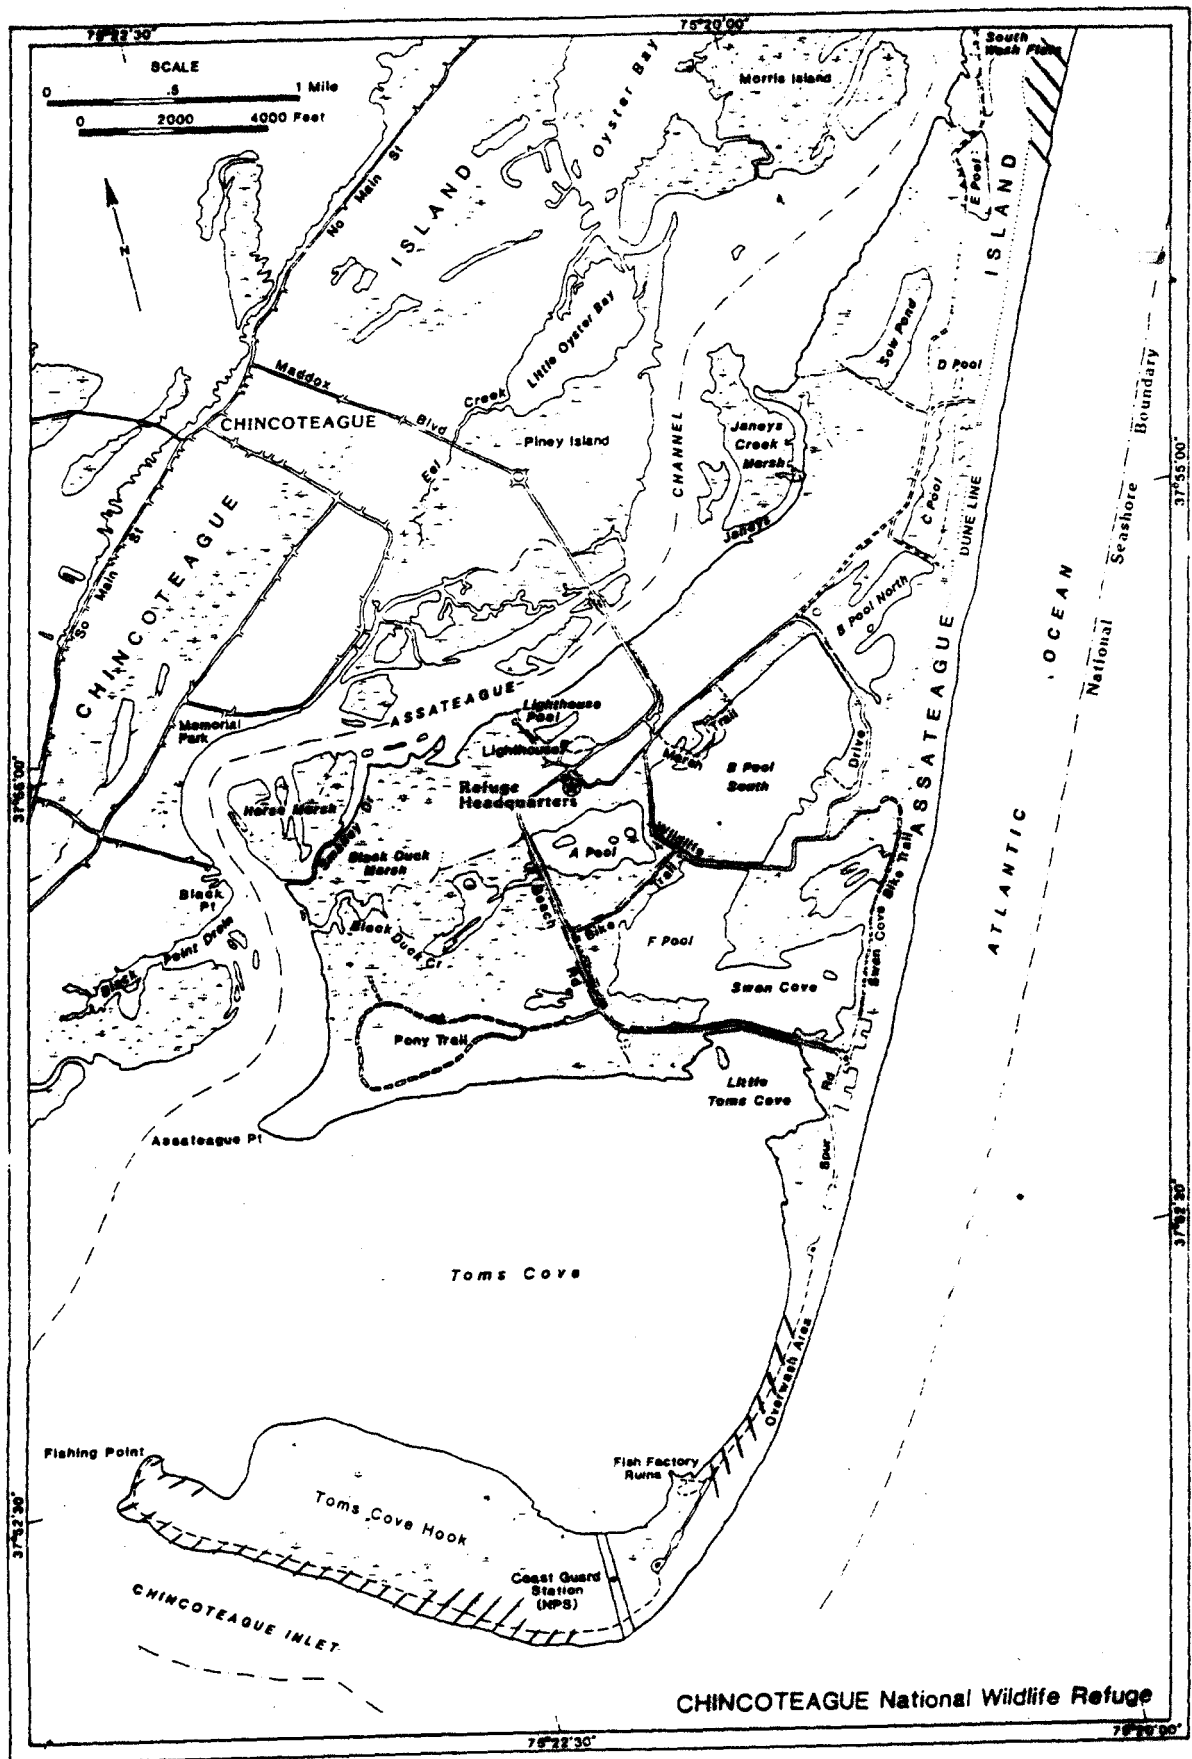 75°22'30"
75°20'00"
SCALE
0 .5 1 Mile
0 2000 4000 Feet
N
No Main St
ISLAND
Oyster Bay
Morris Island
South
Wash Flats
E Pool
ISLAND
Little Oyster Bay
Sow Pond
D Pool
Maddox
Blvd
Creek
Eel
CHINCOTEAGUE
Piney Island
CHANNEL
Janeys
Creek
Marsh
Janeys
C Pool
DUNE LINE
National Seashore Boundary
37°55'00"
So Main St
CHINCOTEAGUE
B Pool North
ATLANTIC OCEAN
ASSATEAGUE
ASSATEAGUE
Memorial
Park
Lighthouse
Pool
Lighthouse
Marsh Trail
B Pool
South
Drive
Refuge
Headquarters
37°55'00"
Horse Marsh
Black Duck
Marsh
A Pool
Wildlife
Trail
Bike
Beach
Rd
Black
Pt
Black Point Drain
Black Duck Cr
F Pool
Swan Cove Bike Trail
Swan Cove
Pony Trail
Little
Toms Cove
Spur Rd
Assateague Pt
37°52'30"
Toms Cove
Overwash Area
Fishing Point
Fish Factory
Ruins
Toms Cove Hook
37°52'30"
Coast Guard
Station
(NPS)
CHINCOTEAGUE INLET
CHINCOTEAGUE National Wildlife Refuge
75°22'30"